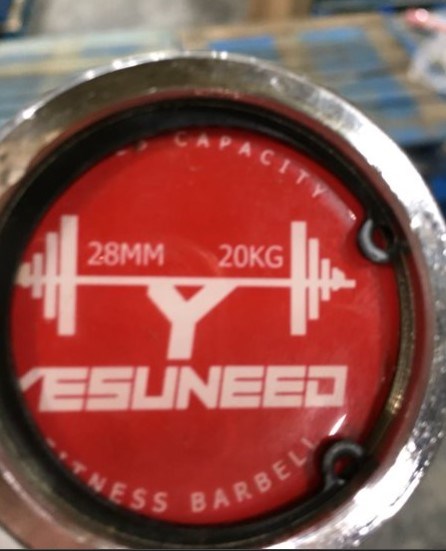 CAPACITY
28MM 20KG
YESUNEED
FITNESS BARBELL